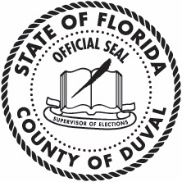 STATE OF FLORIDA
OFFICIAL SEAL
SUPERVISOR OF ELECTIONS
COUNTY OF DUVAL